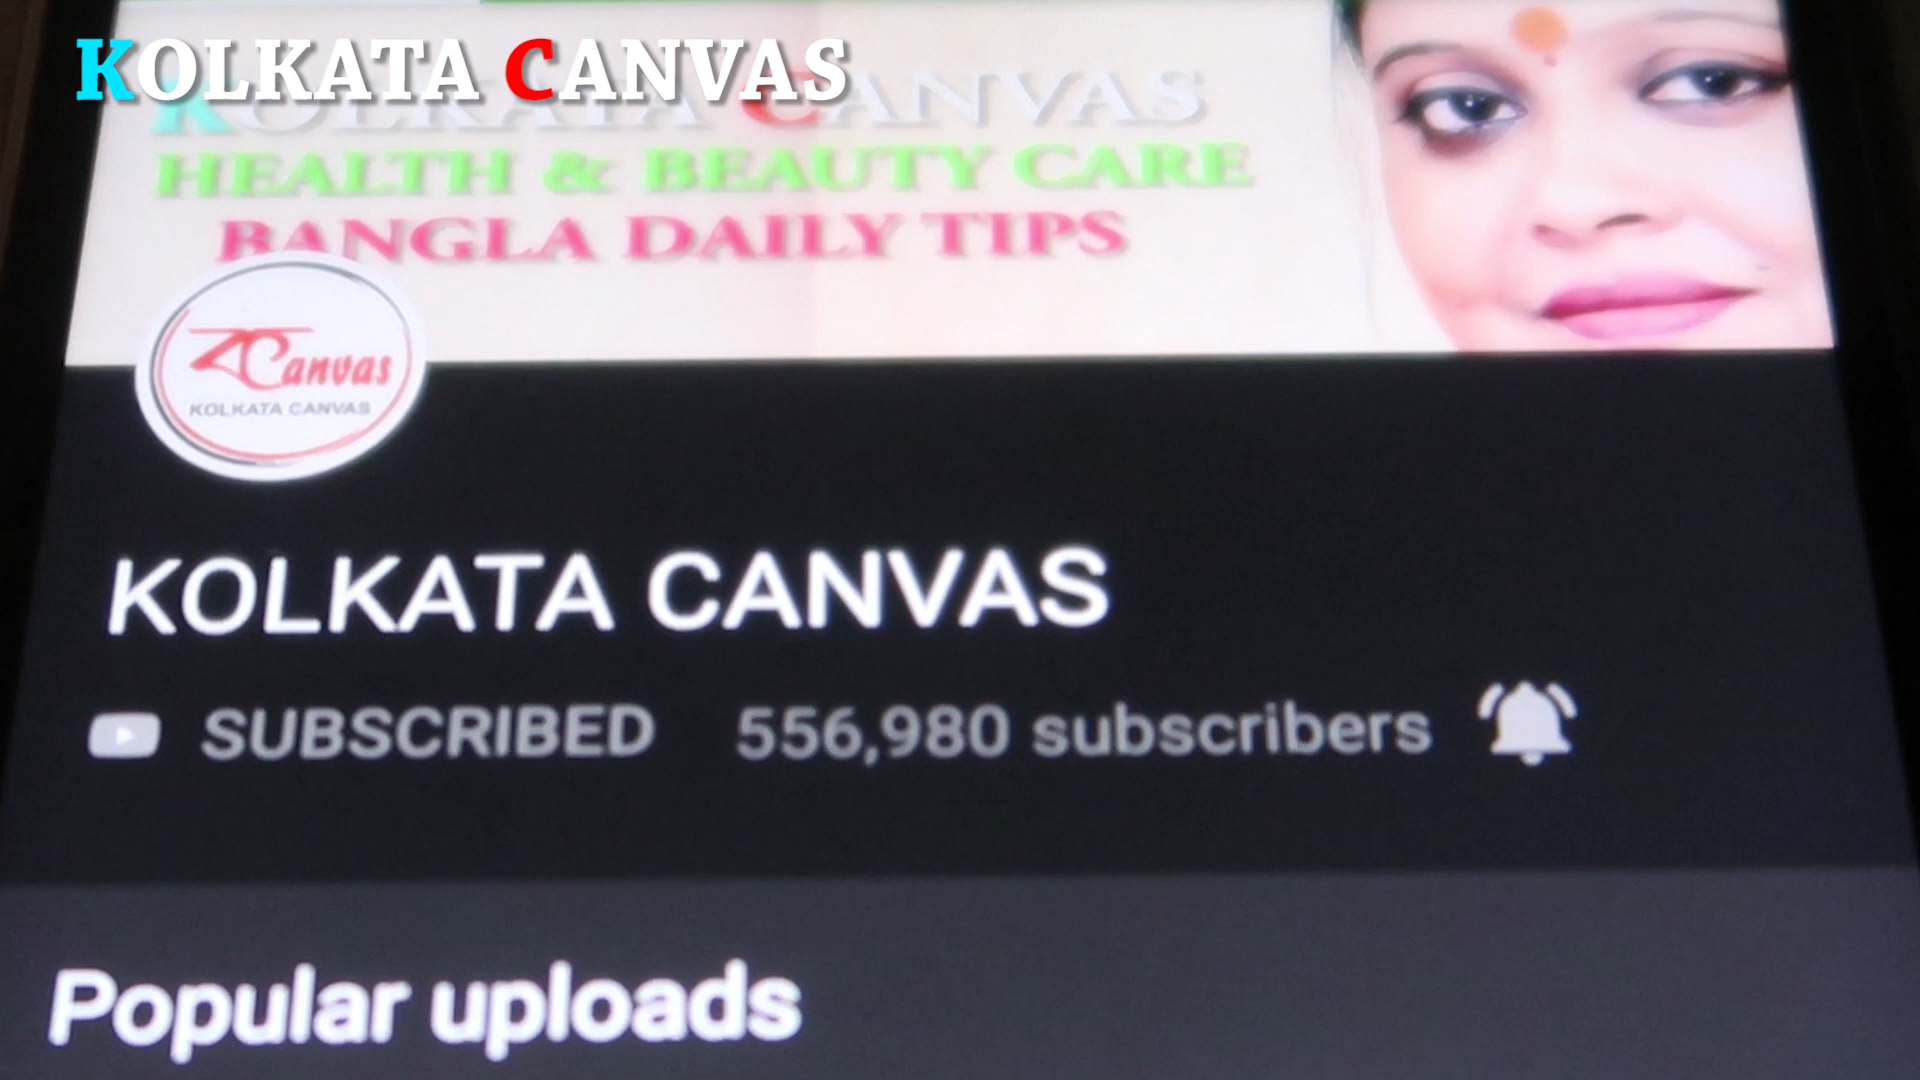 KOLKATA CANVAS
KOLKATA CANVAS
HEALTH & BEAUTY CARE
BANGLA DAILY TIPS
Canvas
KOLKATA CANVAS
KOLKATA CANVAS
SUBSCRIBED 556,980 subscribers
Popular uploads